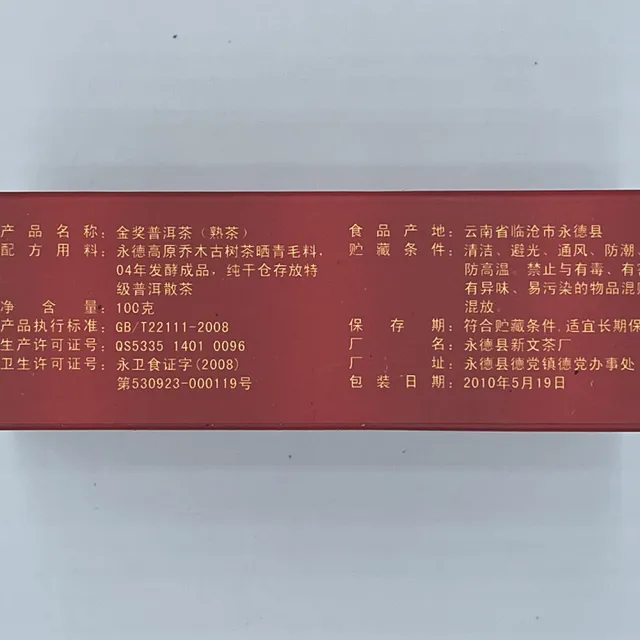 产品名称：金奖普洱茶（熟茶）
配方用料：永德高原乔木古树茶晒青毛料，
04年发酵成品，纯干仓存放特
级普洱散茶
净含量：100克
产品执行标准：GB/T22111-2008
生产许可证号：QS5335 1401 0096
卫生许可证号：永卫食证字(2008)
第530923-000119号
食品产地：云南省临沧市永德县
贮藏条件：清洁、避光、通风、防潮、
防高温。禁止与有毒、有害
有异味、易污染的物品混贮
混放。
保存期：符合贮藏条件，适宜长期保
厂名：永德县新文茶厂
厂址：永德县德党镇德党办事处
包装日期：2010年5月19日